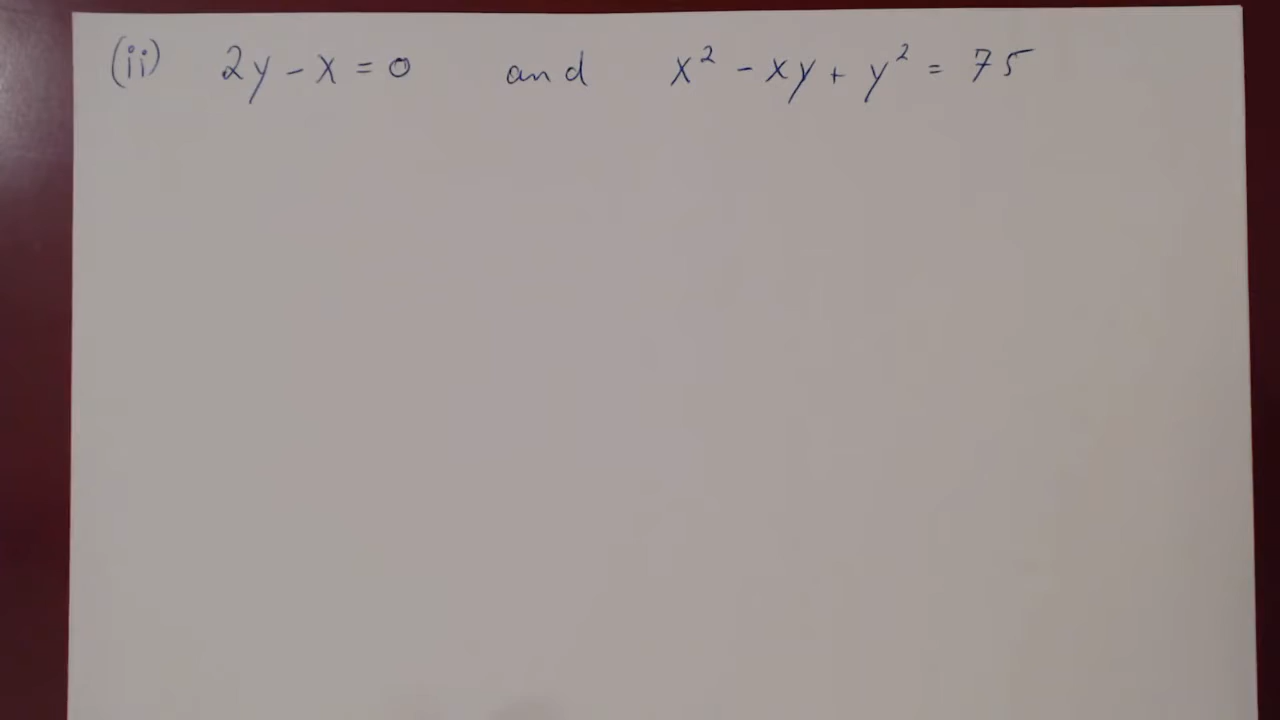 (ii) 2y - x = 0 and x² - xy + y² = 75